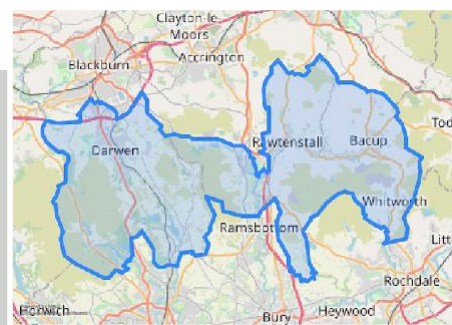 Clayton-le
Moors
Blackburn
Accrington
Tod
Darwen
Rawtenstall
Bacup
Whitworth
Ramsbottom
Litt
Rochdale
Horwich
Bury
Heywood